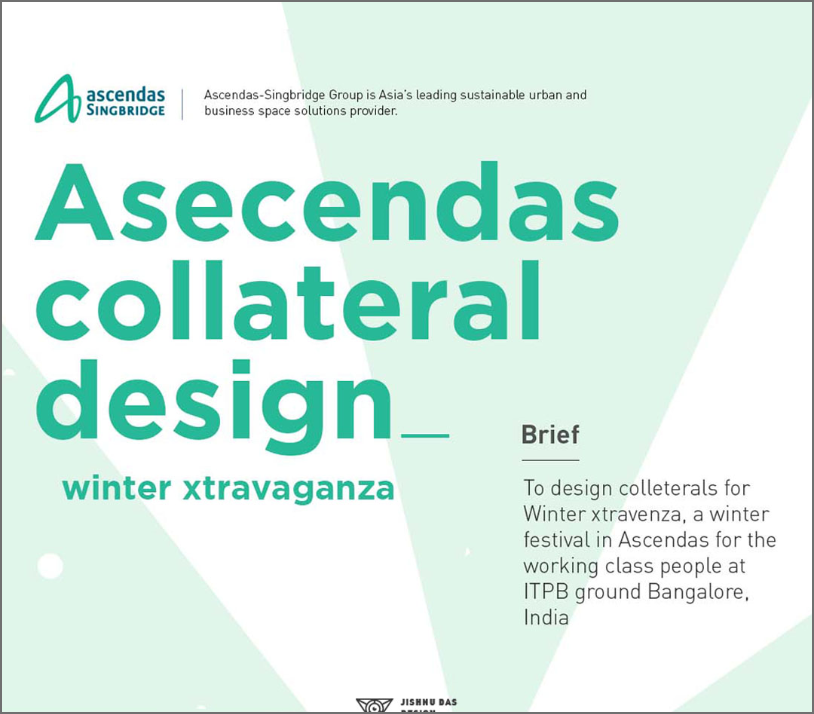 ascendas
SINGBRIDGE
Ascendas-Singbridge Group is Asia's leading sustainable urban and
business space solutions provider.
Asecendas
collateral
design_
winter xtravaganza
Brief
To design colleterals for
Winter xtravenza, a winter
festival in Ascendas for the
working class people at
ITPB ground Bangalore,
India
JISHNU DAS